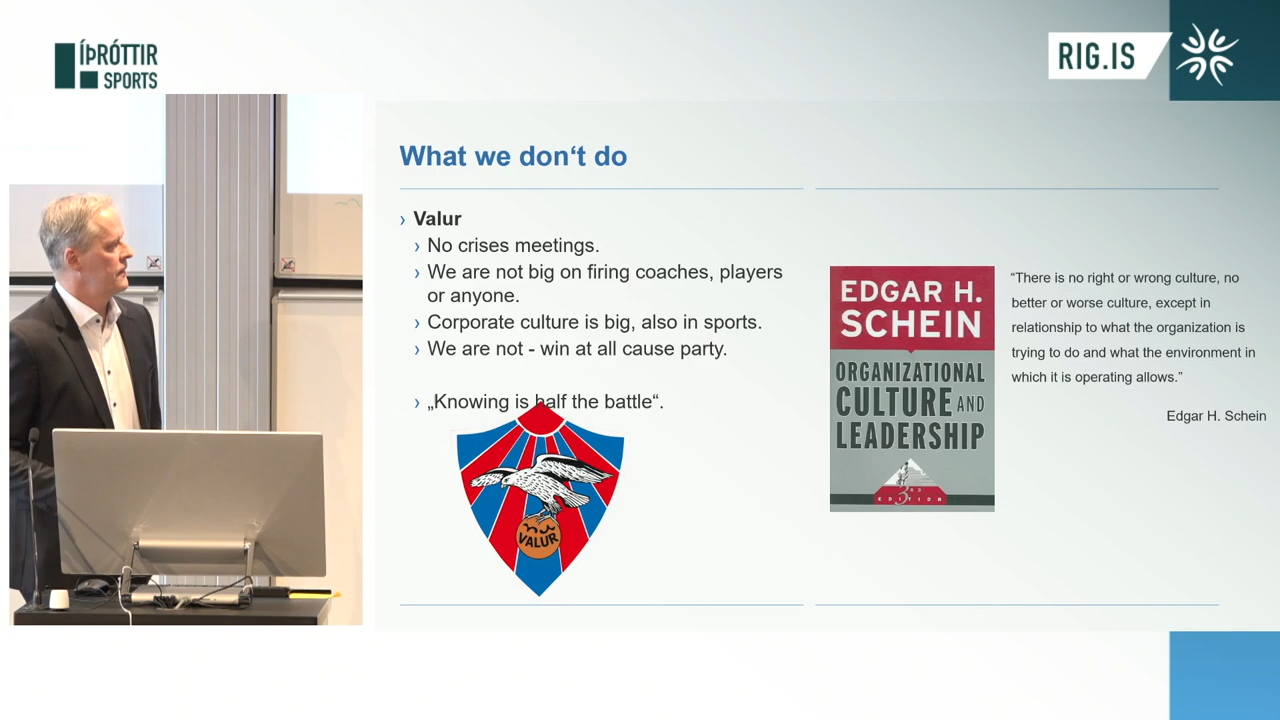 ÍÞRÓTTIR
SPORTS
RIG.IS
What we don‘t do
› Valur
› No crises meetings.
› We are not big on firing coaches, players
or anyone.
› Corporate culture is big, also in sports.
› We are not - win at all cause party.
› „Knowing is half the battle“.
VALUR
EDGAR H.
SCHEIN
ORGANIZATIONAL
CULTURE AND
LEADERSHIP
3RD
EDITION
“There is no right or wrong culture, no
better or worse culture, except in
relationship to what the organization is
trying to do and what the environment in
which it is operating allows.”
Edgar H. Schein